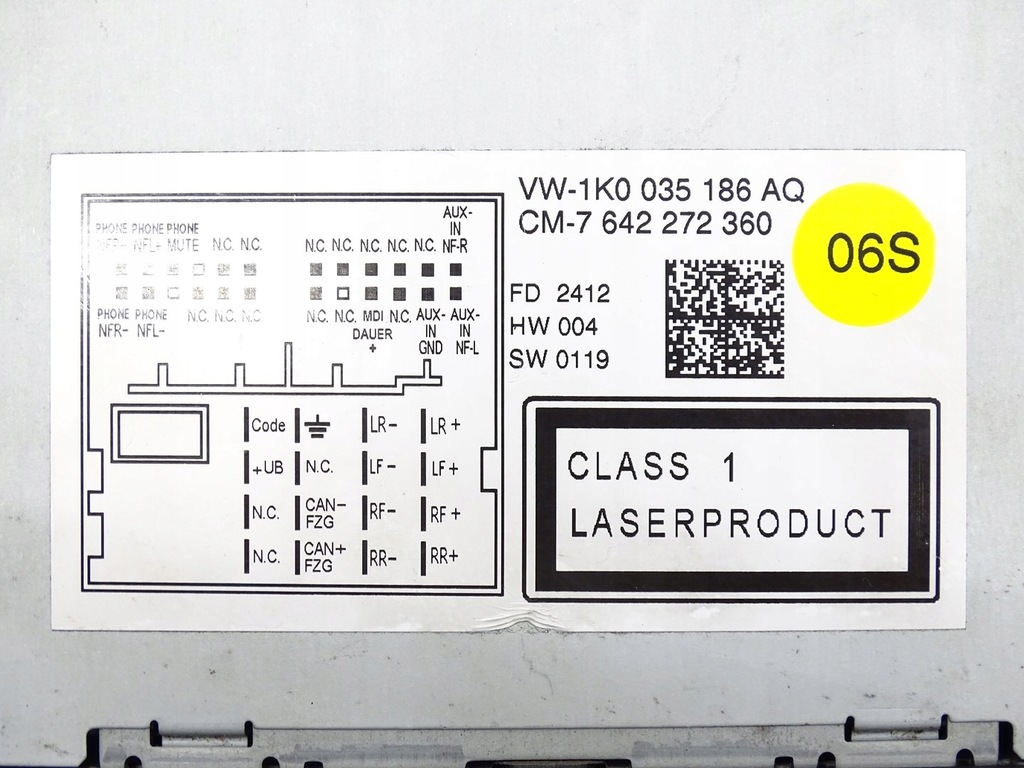 VW-1K0 035 186 AQ
CM-7 642 272 360
06S
FD 2412
HW 004
SW 0119
CLASS 1
LASERPRODUCT
PHONE PHONE PHONE
NFR+ NFL+ MUTE N.C. N.C.
N.C. N.C. N.C. N.C. N.C. AUX-IN NF-R
PHONE PHONE N.C. N.C. N.C.
NFR- NFL-
N.C. N.C. MDI N.C. AUX- AUX-
DAUER IN IN
+ GND NF-L
Code LR- LR+
+UB N.C. LF- LF+
N.C. CAN- RF- RF+
FZG
N.C. CAN+ RR- RR+
FZG